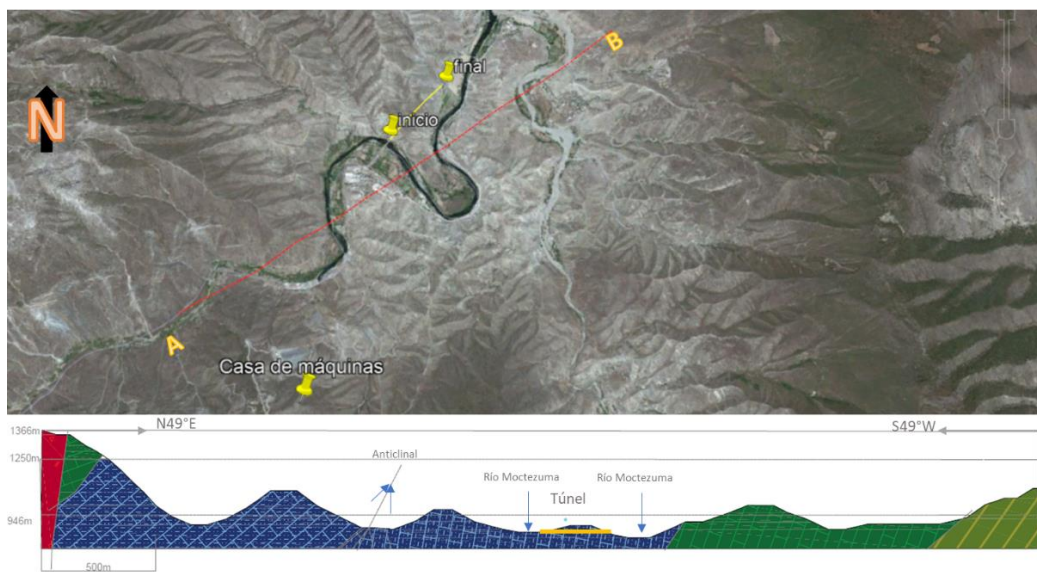 N
final
inicio
B
A
Casa de máquinas
1366m
N49°E
S49°W
1250m
Anticlinal
Río Moctezuma
Túnel
Río Moctezuma
946m
500m